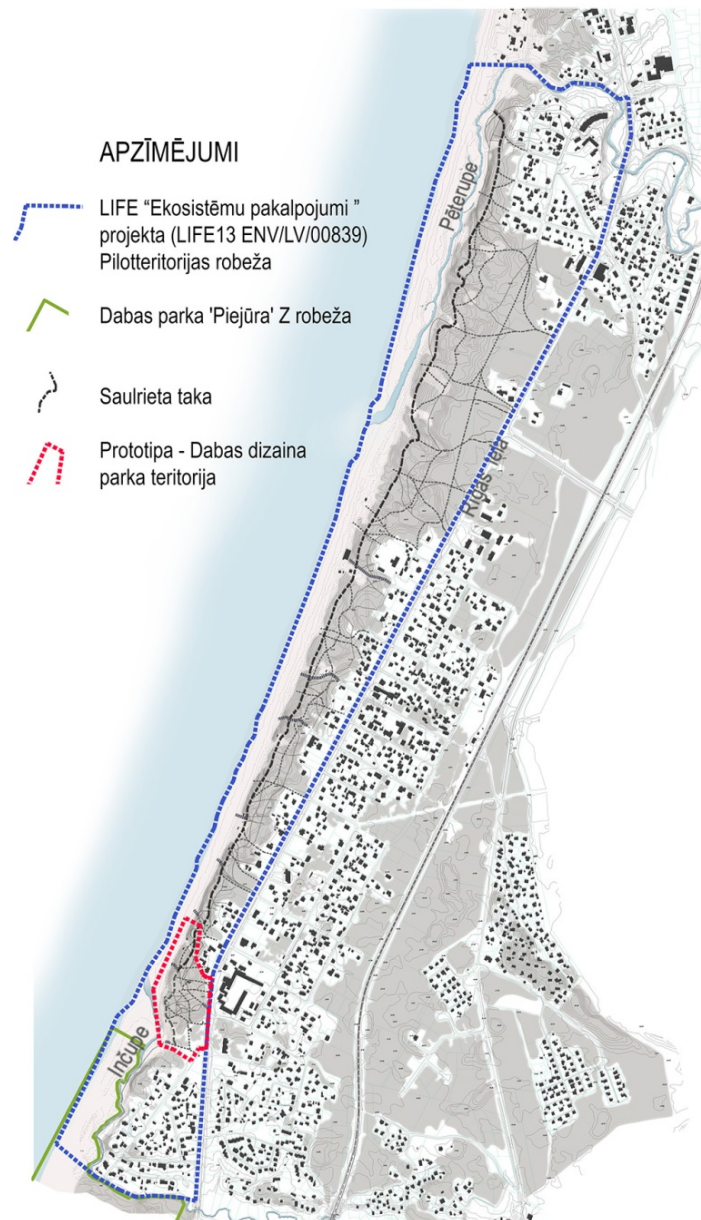 APZĪMĒJUMI
LIFE “Ekosistēmu pakalpojumi ”
projekta (LIFE13 ENV/LV/00839)
Pilotteritorijas robeža
Dabas parka 'Piejūra' Z robeža
Saulrieta taka
Prototipa - Dabas dizaina
parka teritorija
Pēterupe
Rīgas iela
Inčupe